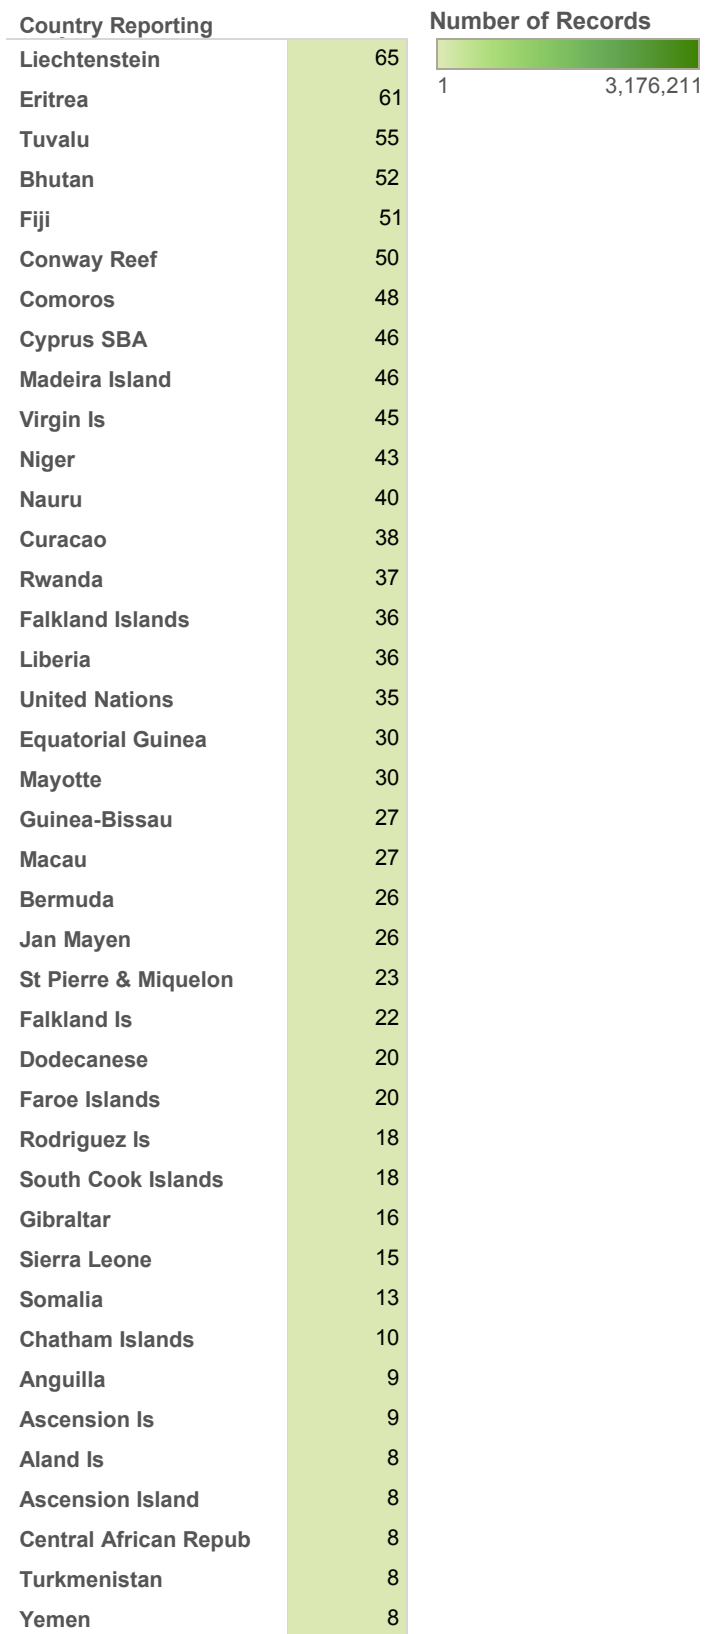 Country Reporting
Number of Records
1 3,176,211
Liechtenstein 65
Eritrea 61
Tuvalu 55
Bhutan 52
Fiji 51
Conway Reef 50
Comoros 48
Cyprus SBA 46
Madeira Island 46
Virgin Is 45
Niger 43
Nauru 40
Curacao 38
Rwanda 37
Falkland Islands 36
Liberia 36
United Nations 35
Equatorial Guinea 30
Mayotte 30
Guinea-Bissau 27
Macau 27
Bermuda 26
Jan Mayen 26
St Pierre & Miquelon 23
Falkland Is 22
Dodecanese 20
Faroe Islands 20
Rodriguez Is 18
South Cook Islands 18
Gibraltar 16
Sierra Leone 15
Somalia 13
Chatham Islands 10
Anguilla 9
Ascension Is 9
Aland Is 8
Ascension Island 8
Central African Repub 8
Turkmenistan 8
Yemen 8